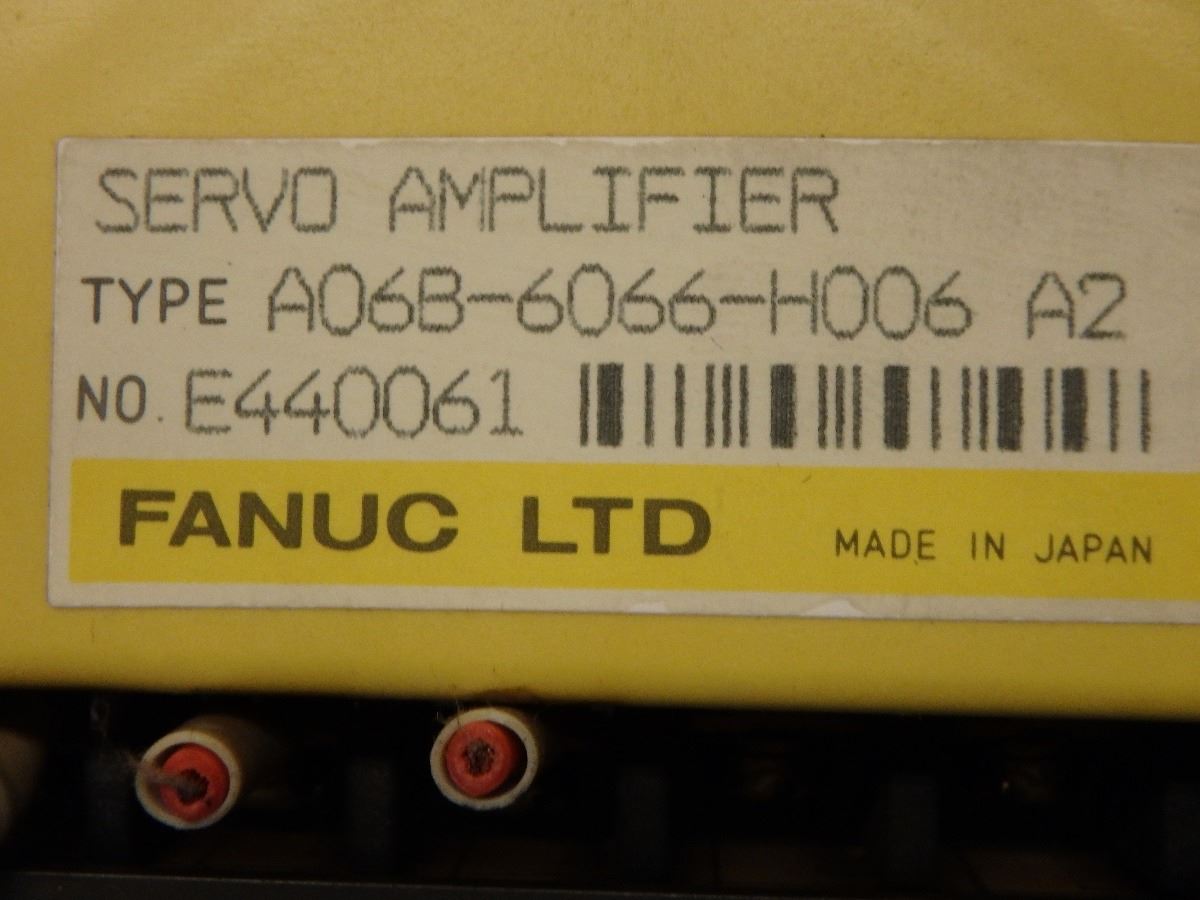 SERVO AMPLIFIER
TYPE A06B-6066-H006 A2
NO. E440061
FANUC LTD MADE IN JAPAN